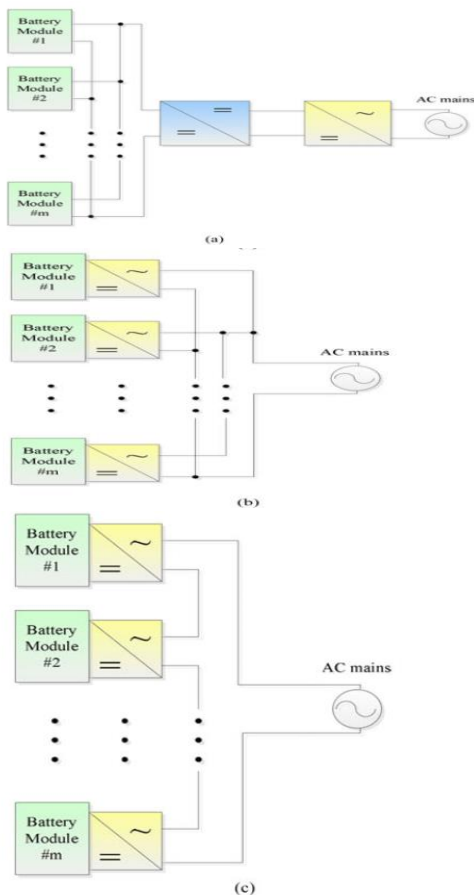 Battery
Module
#1
Battery
Module
#2
AC mains
Battery
Module
#m
(a)
Battery
Module
#1
Battery
Module
#2
AC mains
Battery
Module
#m
(b)
Battery
Module
#1
Battery
Module
#2
AC mains
Battery
Module
#m
(c)